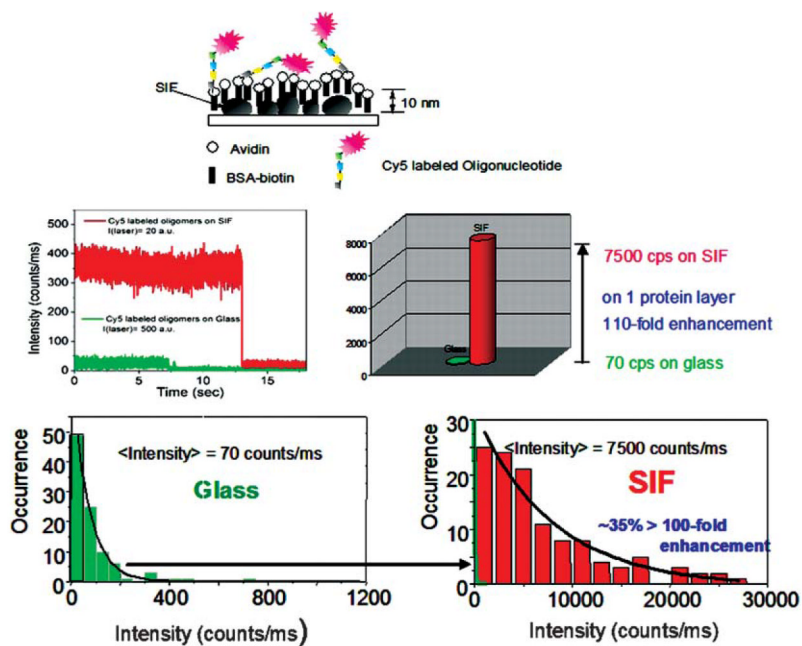 SIF
10 nm
Avidin
BSA-biotin
Cy5 labeled Oligonucleotide
Intensity (counts/ms)
500
400
300
200
100
0
Cy5 labeled oligomers on SIF
I(laser)= 20 a.u.
Cy5 labeled oligomers on Glass
I(laser)= 500 a.u.
0 5 10 15
Time (sec)
8000
6000
4000
2000
0
SIF
Glass
7500 cps on SIF
on 1 protein layer
110-fold enhancement
70 cps on glass
Occurrence
50
40
30
20
10
0
<Intensity> = 70 counts/ms
Glass
0 400 800 1200
Intensity (counts/ms)
Occurrence
30
20
10
0
<Intensity> = 7500 counts/ms
SIF
~35% > 100-fold
enhancement
0 10000 20000 30000
Intensity (counts/ms)